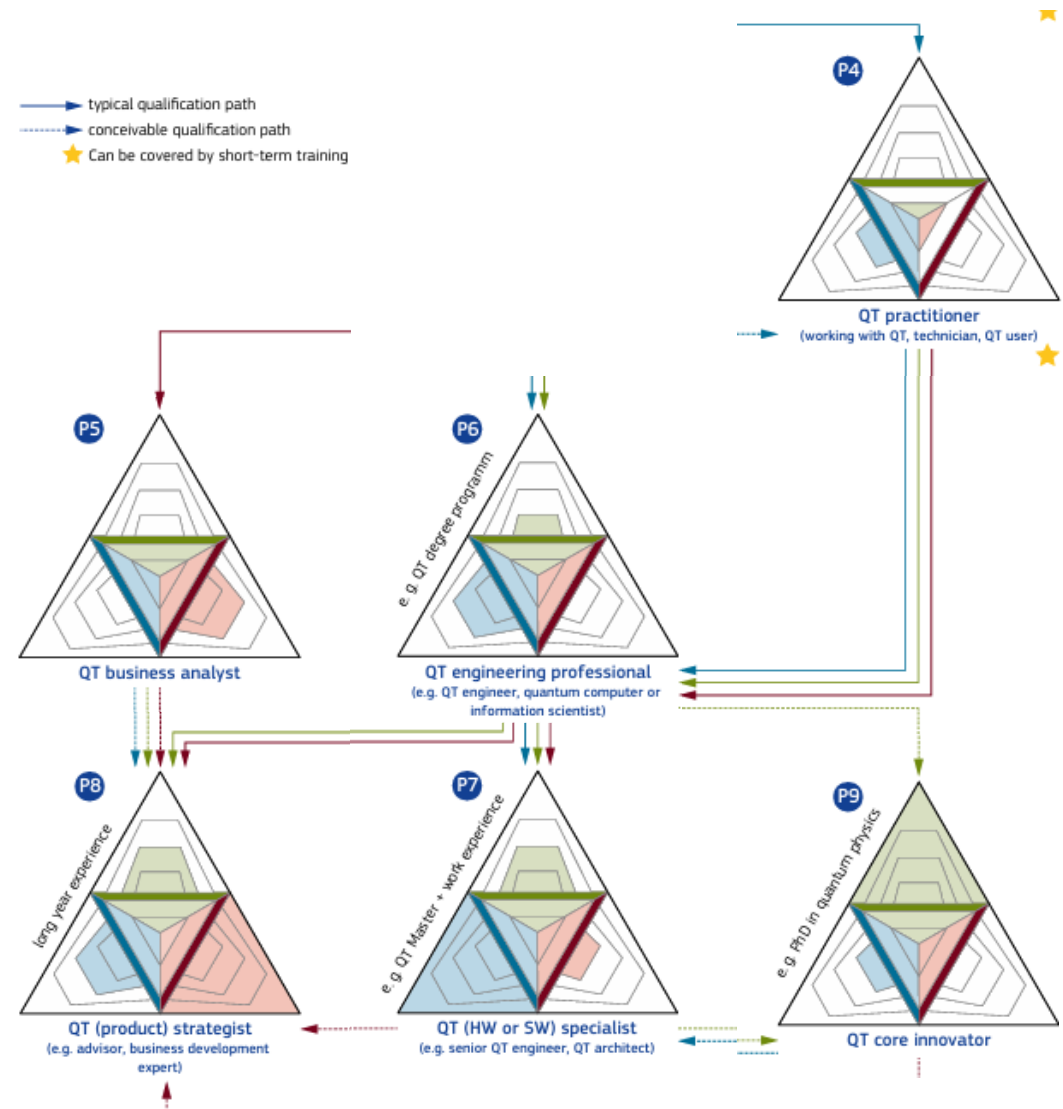 P4
typical qualification path
conceivable qualification path
Can be covered by short-term training
QT practitioner
(working with QT, technician, QT user)
P5
P6
e. g. QT degree programm
QT business analyst
QT engineering professional
(e.g. QT engineer, quantum computer or
information scientist)
P8
P7
P9
long year experience
e. g. QT Master + work experience
e. g. PhD in quantum physics
QT (product) strategist
(e.g. advisor, business development
expert)
QT (HW or SW) specialist
(e.g. senior QT engineer, QT architect)
QT core innovator